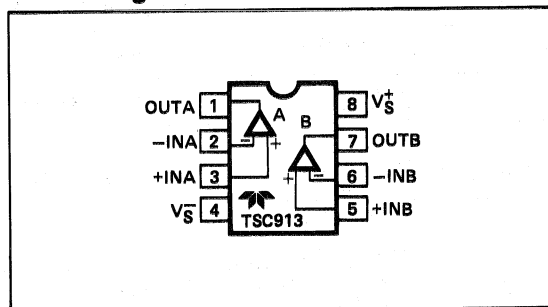 OUTA 1
-INA 2
+INA 3
V̄S 4
A
B
- +
+ -
8 V⁺S
7 OUTB
6 -INB
5 +INB
TSC913